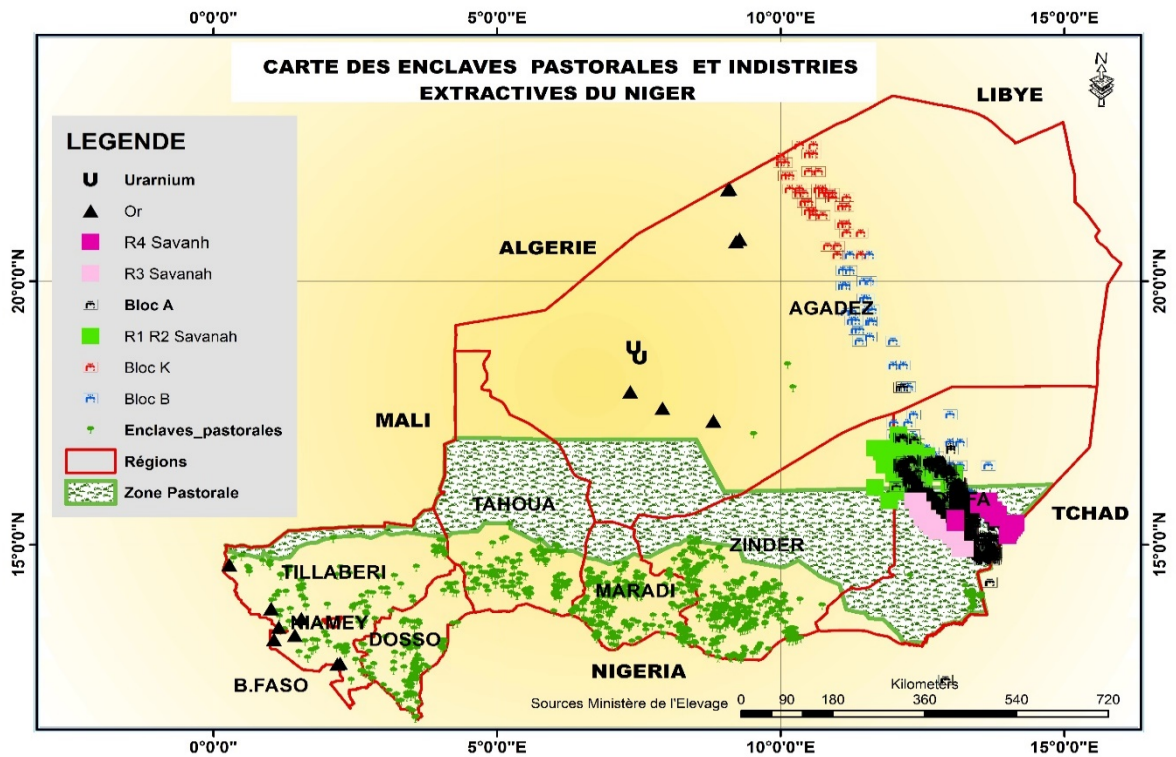 0°0'0"
5°0'0"E
10°0'0"E
15°0'0"E
CARTE DES ENCLAVES PASTORALES ET INDISTRIES
EXTRACTIVES DU NIGER
N
LIBYE
LEGENDE
Urarnium
Or
R4 Savanh
R3 Savanah
Bloc A
R1 R2 Savanah
Bloc K
Bloc B
Enclaves_pastorales
Régions
Zone Pastorale
ALGERIE
AGADEZ
20°0'0"N
20°0'0"N
MALI
TAHOUA
TCHAD
ZINDER
15°0'0"N
15°0'0"N
TILLABERI
MARADI
NIAMEY
DOSSO
NIGERIA
B.FASO
Kilometers
Sources Ministère de l'Elevage
0 90 180 360 540 720
0°0'0"
5°0'0"E
10°0'0"E
15°0'0"E